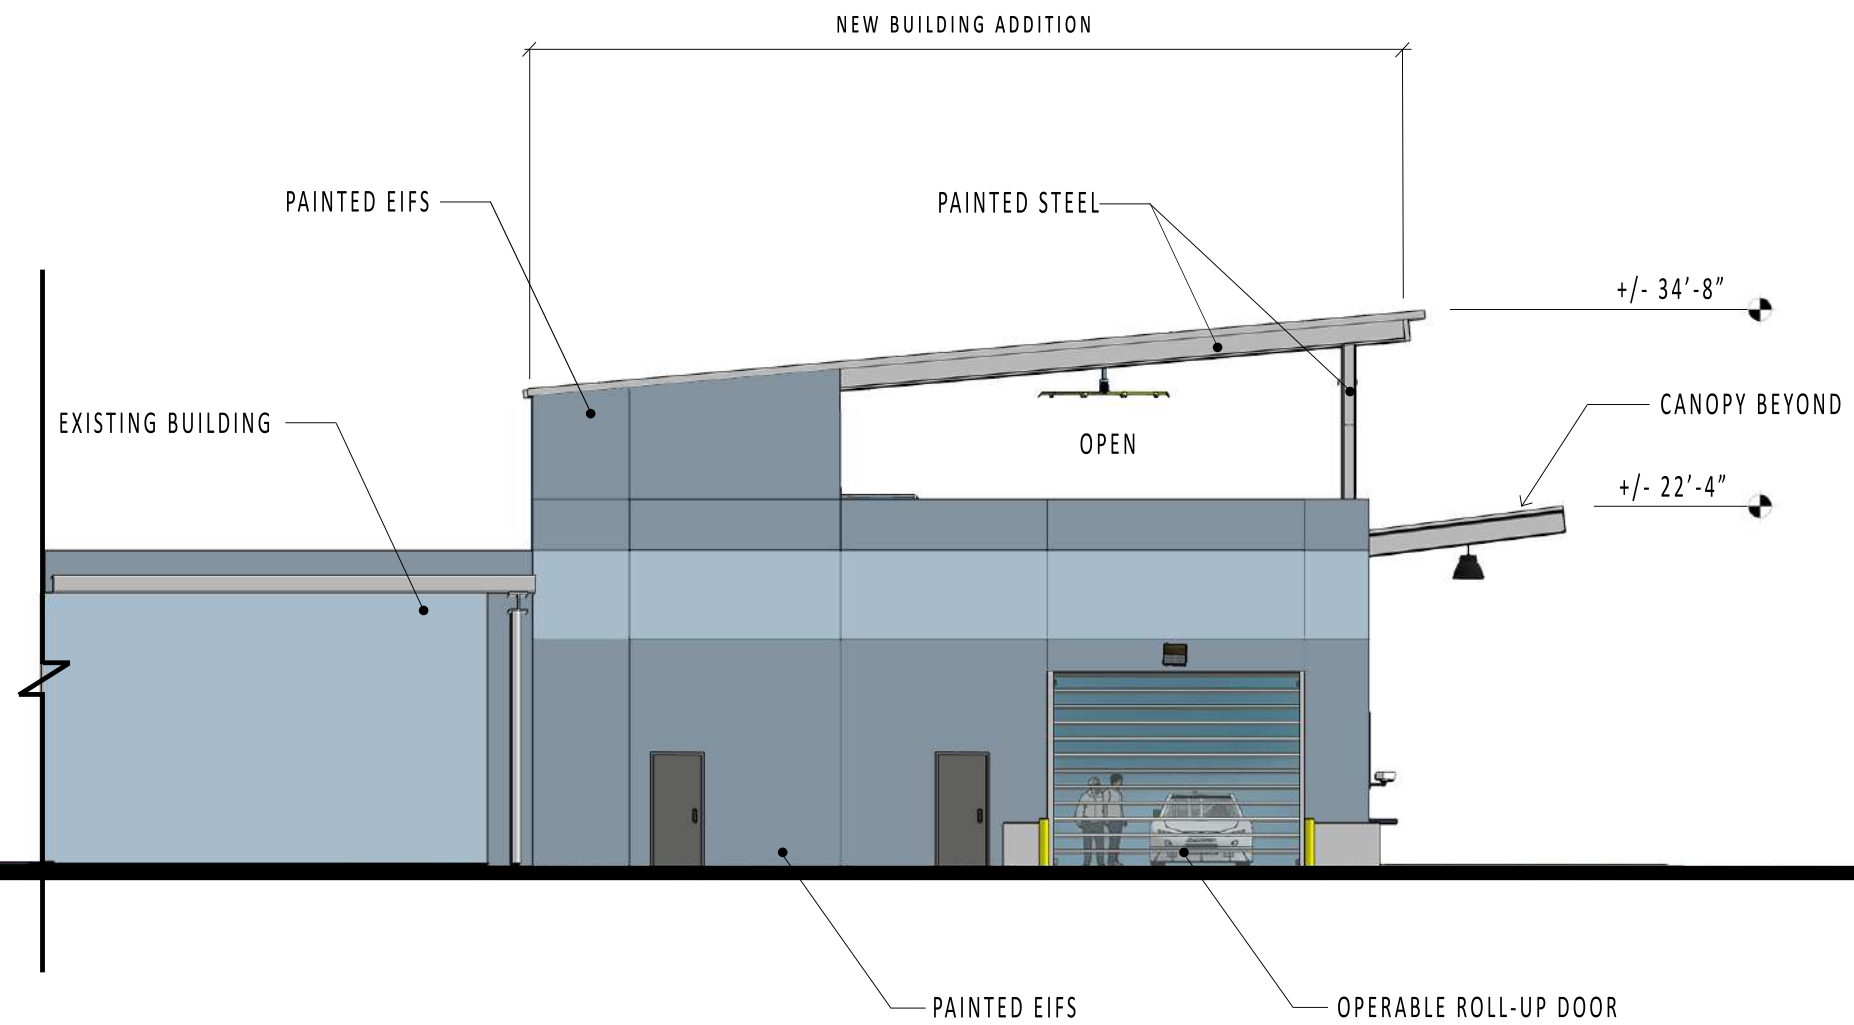 NEW BUILDING ADDITION
PAINTED EIFS
PAINTED STEEL
+/- 34’-8”
EXISTING BUILDING
CANOPY BEYOND
OPEN
+/- 22’-4”
PAINTED EIFS
OPERABLE ROLL-UP DOOR